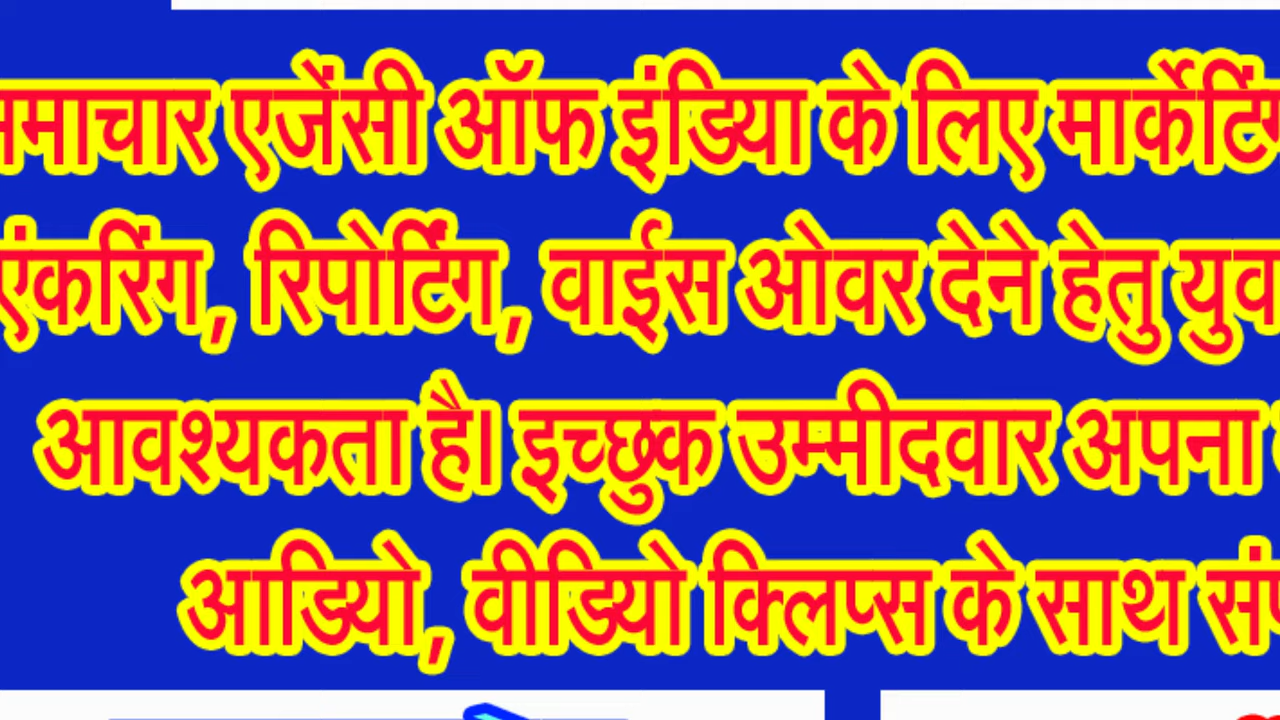 समाचार एजेंसी ऑफ इंडिया के लिए मार्केटिंग
एंकरिंग, रिपोर्टिंग, वाईस ओवर देने हेतु
आवश्यकता है। इच्छुक उम्मीदवार अपना
आडियो, वीडियो क्लिप्स के साथ